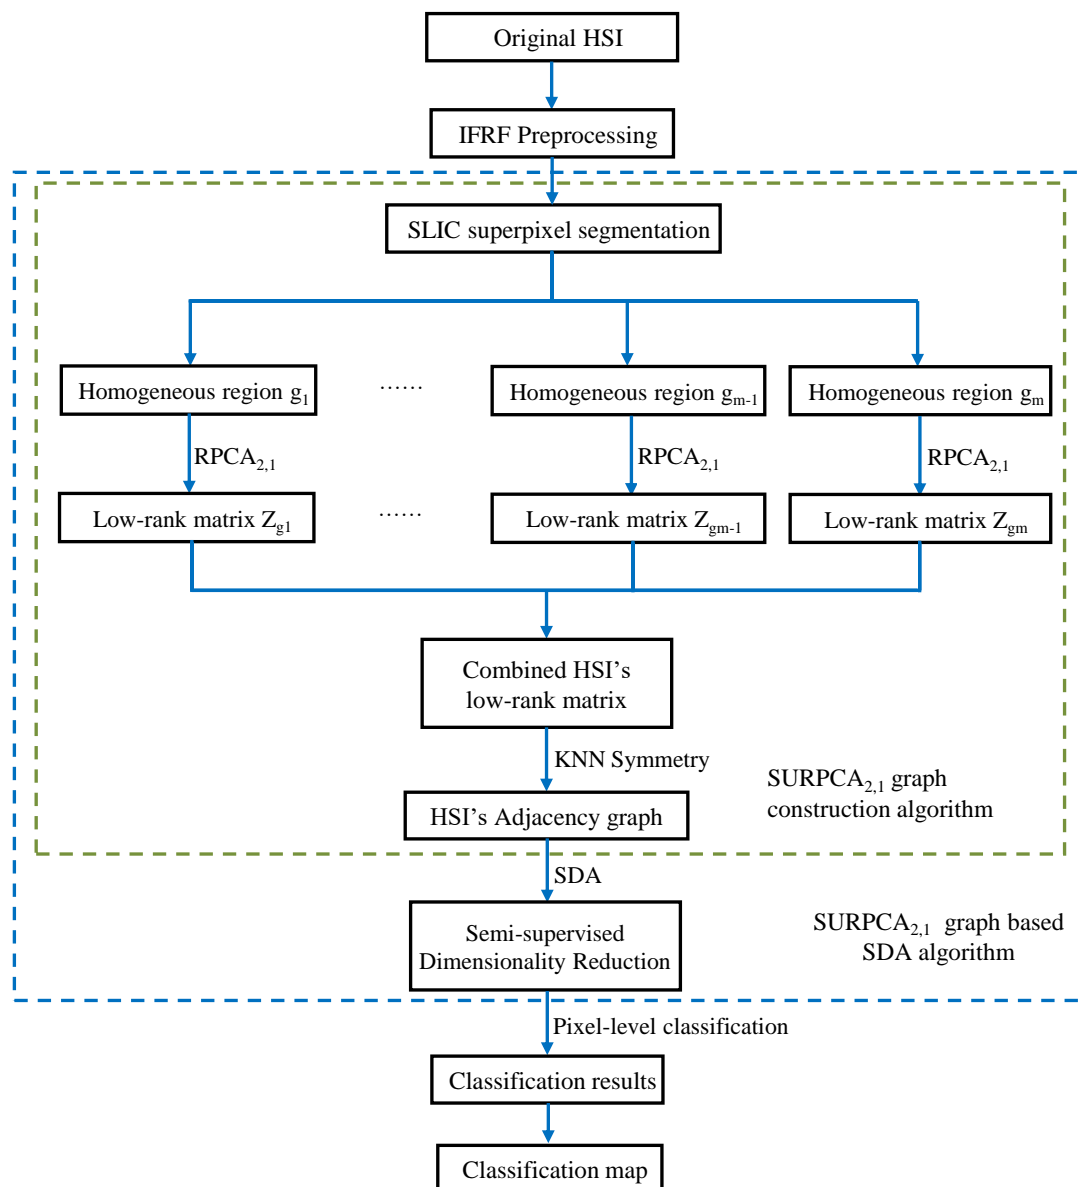 Original HSI
IFRF Preprocessing
SLIC superpixel segmentation
Homogeneous region g1
......
Homogeneous region gm-1
Homogeneous region gm
RPCA2,1
RPCA2,1
RPCA2,1
Low-rank matrix Zg1
......
Low-rank matrix Zgm-1
Low-rank matrix Zgm
Combined HSI’s
low-rank matrix
KNN Symmetry
SURPCA2,1 graph
construction algorithm
HSI’s Adjacency graph
SDA
Semi-supervised
Dimensionality Reduction
SURPCA2,1 graph based
SDA algorithm
Pixel-level classification
Classification results
Classification map